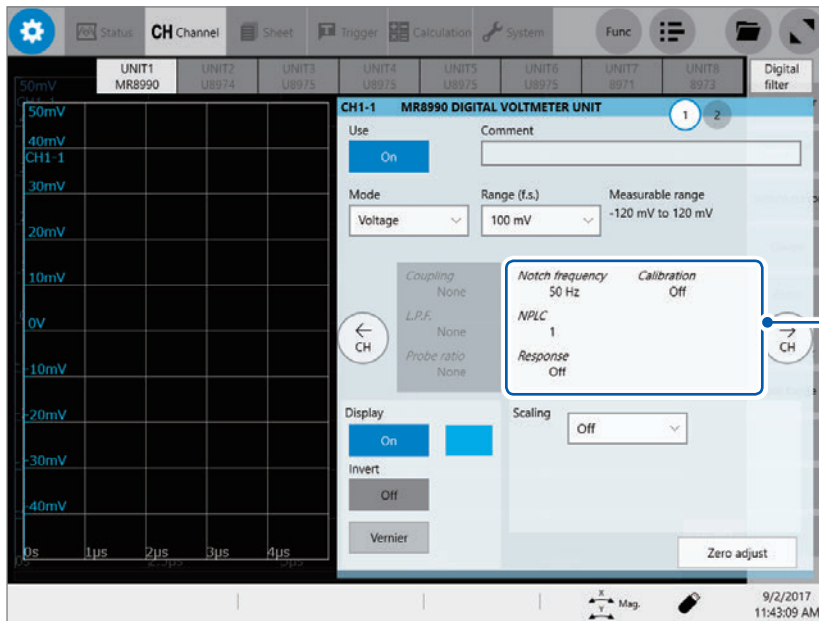 Status
CH Channel
Sheet
Trigger
Calculation
System
Func
UNIT1
MR8990
UNIT2
U8974
UNIT3
U8975
UNIT4
U8975
UNIT5
U8975
UNIT6
U8975
UNIT7
8971
UNIT8
8973
Digital
filter
50mV
50mV
40mV
CH1-1
30mV
20mV
10mV
0V
-10mV
-20mV
-30mV
-40mV
0s
1μs
2μs
3μs
4μs
CH1-1 MR8990 DIGITAL VOLTMETER UNIT
1
2
Use
On
Comment
Mode
Voltage
Range (f.s.)
100 mV
Measurable range
-120 mV to 120 mV
Coupling
None
L.P.F.
None
Probe ratio
None
Notch frequency
50 Hz
Calibration
Off
NPLC
1
Response
Off
← CH
→ CH
Display
On
Invert
Off
Vernier
Scaling
Off
Zero adjust
X
Y
Mag.
9/2/2017
11:43:09 AM